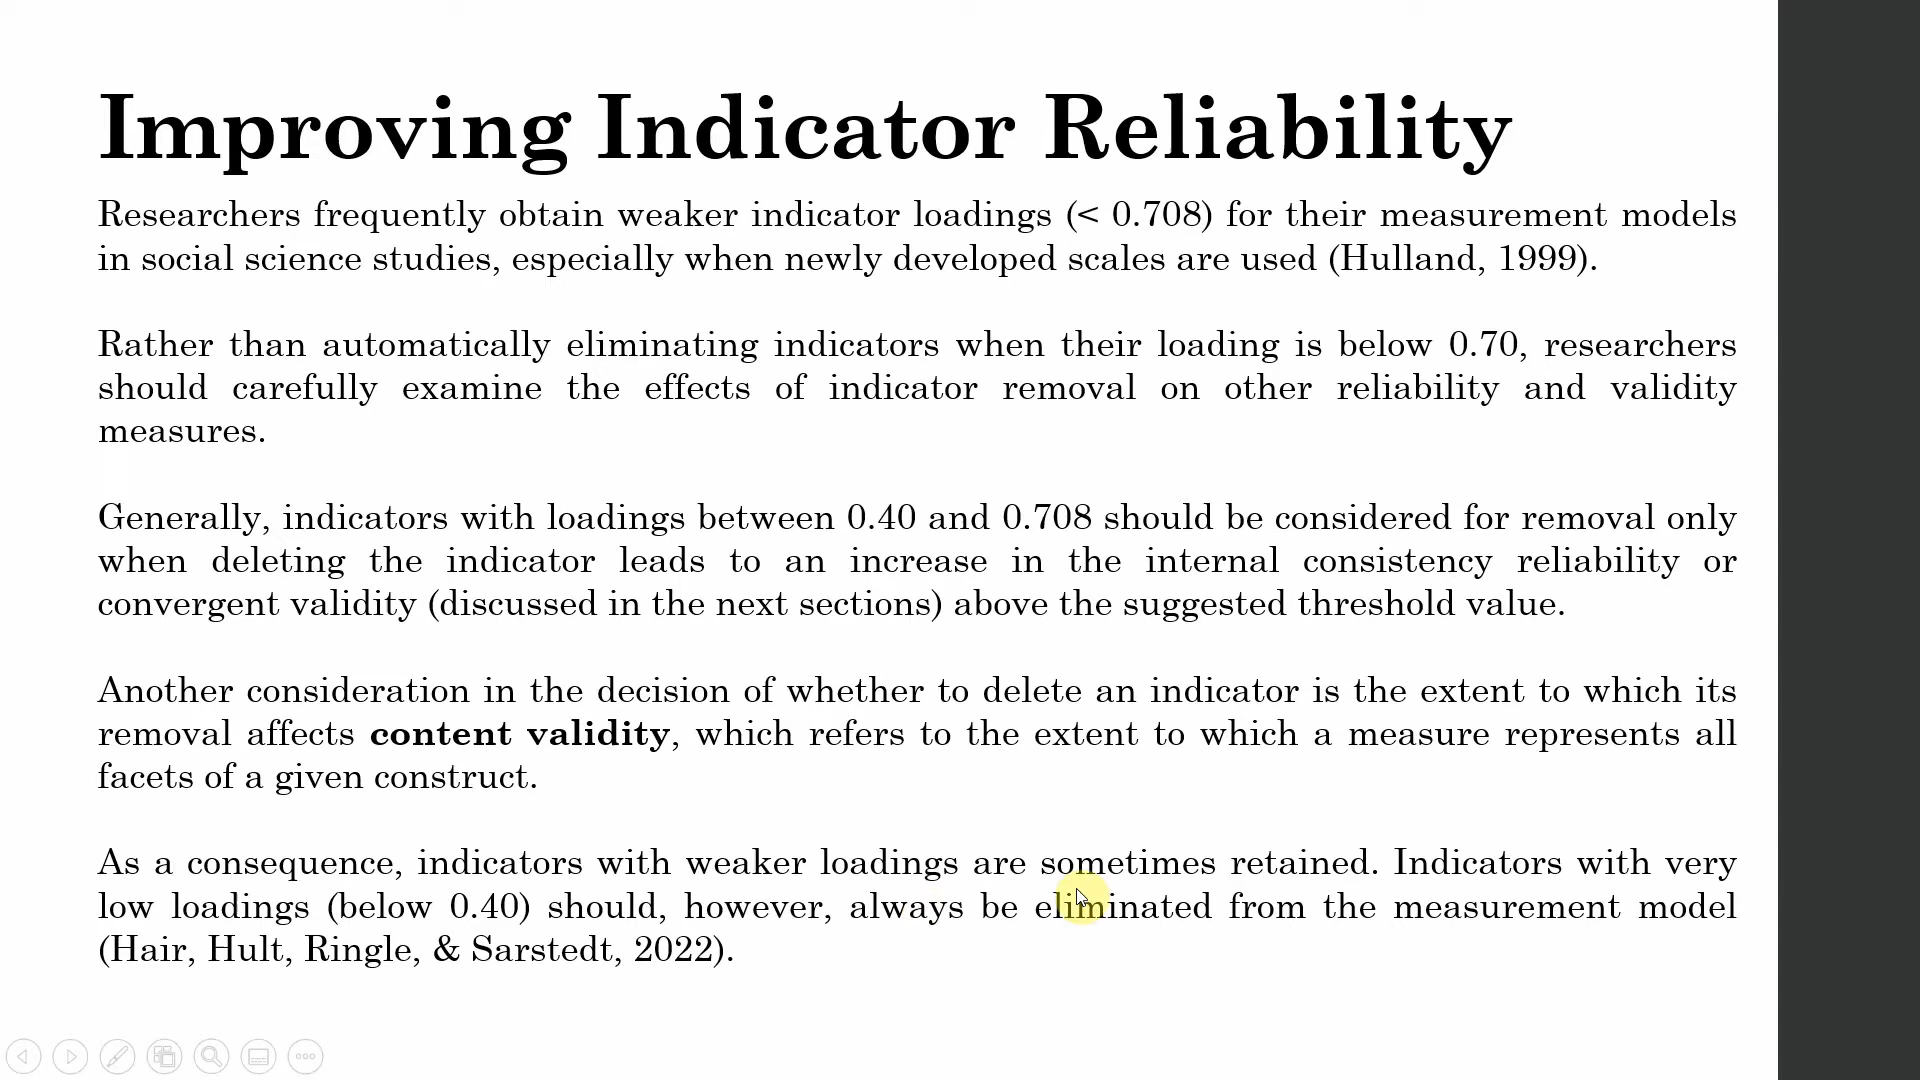 Improving Indicator Reliability
Researchers frequently obtain weaker indicator loadings (< 0.708) for their measurement models
in social science studies, especially when newly developed scales are used (Hulland, 1999).
Rather than automatically eliminating indicators when their loading is below 0.70, researchers
should carefully examine the effects of indicator removal on other reliability and validity
measures.
Generally, indicators with loadings between 0.40 and 0.708 should be considered for removal only
when deleting the indicator leads to an increase in the internal consistency reliability or
convergent validity (discussed in the next sections) above the suggested threshold value.
Another consideration in the decision of whether to delete an indicator is the extent to which its
removal affects content validity, which refers to the extent to which a measure represents all
facets of a given construct.
As a consequence, indicators with weaker loadings are sometimes retained. Indicators with very
low loadings (below 0.40) should, however, always be eliminated from the measurement model
(Hair, Hult, Ringle, & Sarstedt, 2022).